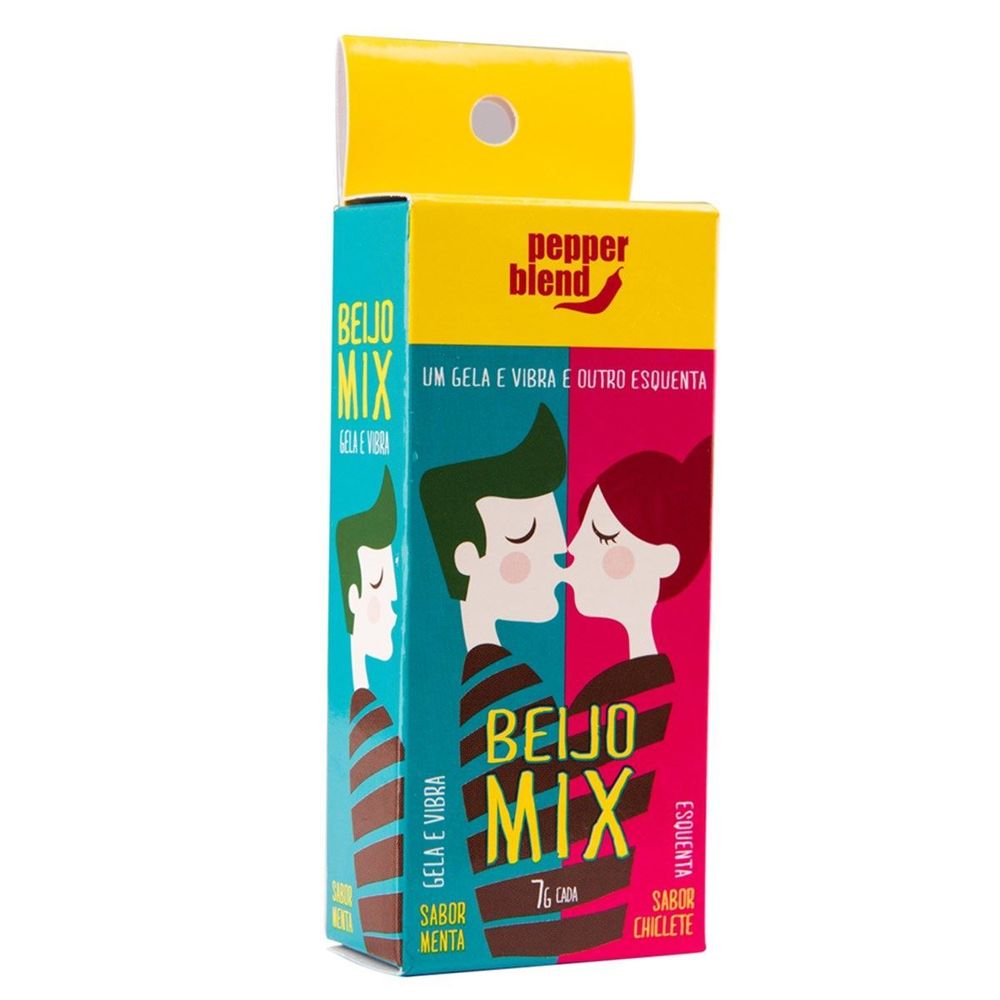 pepper
blend
UM GELA E VIBRA E OUTRO ESQUENTA
BEIJO
MIX
GELA E VIBRA
BEIJO
MIX
7G CADA
GELA E VIBRA
SABOR
MENTA
ESQUENTA
SABOR
CHICLETE
SABOR
MENTA